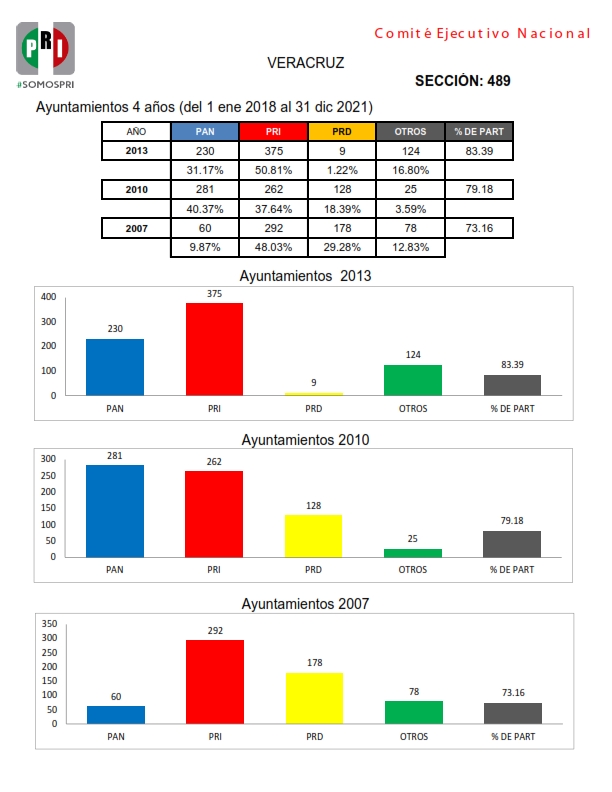 Comité Ejecutivo Nacional
PRI
#SOMOSPRI
VERACRUZ
SECCIÓN: 489
Ayuntamientos 4 años (del 1 ene 2018 al 31 dic 2021)
AÑO PAN PRI PRD OTROS % DE PART
2013 230 375 9 124 83.39
31.17% 50.81% 1.22% 16.80%
2010 281 262 128 25 79.18
40.37% 37.64% 18.39% 3.59%
2007 60 292 178 78 73.16
9.87% 48.03% 29.28% 12.83%
Ayuntamientos 2013
400
300
200
100
0
230 375 9 124 83.39
PAN PRI PRD OTROS % DE PART
Ayuntamientos 2010
300
250
200
150
100
50
0
281 262 128 25 79.18
PAN PRI PRD OTROS % DE PART
Ayuntamientos 2007
350
300
250
200
150
100
50
0
60 292 178 78 73.16
PAN PRI PRD OTROS % DE PART